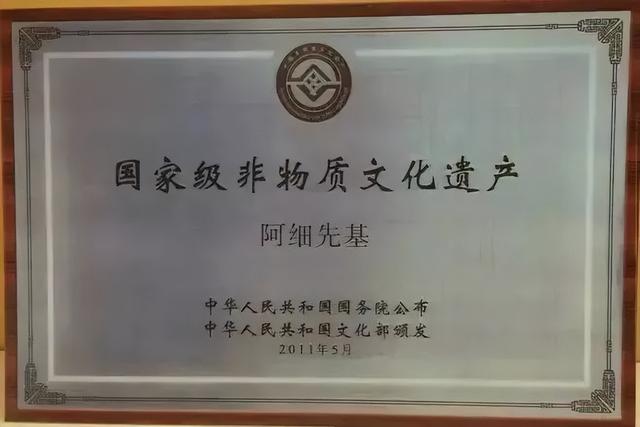 国家级非物质文化遗产
阿细先基
中华人民共和国国务院公布
中华人民共和国文化部颁发
2011年5月